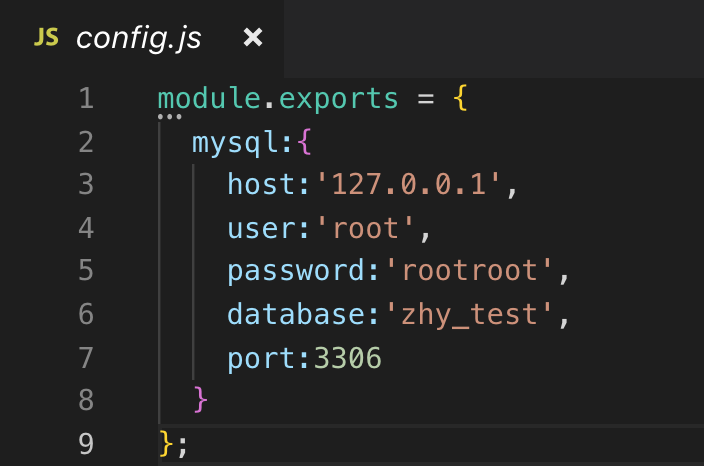 JS config.js ×
1 module.exports = {
2 mysql:{
3 host:'127.0.0.1',
4 user:'root',
5 password:'rootroot',
6 database:'zhy_test',
7 port:3306
8 }
9 };